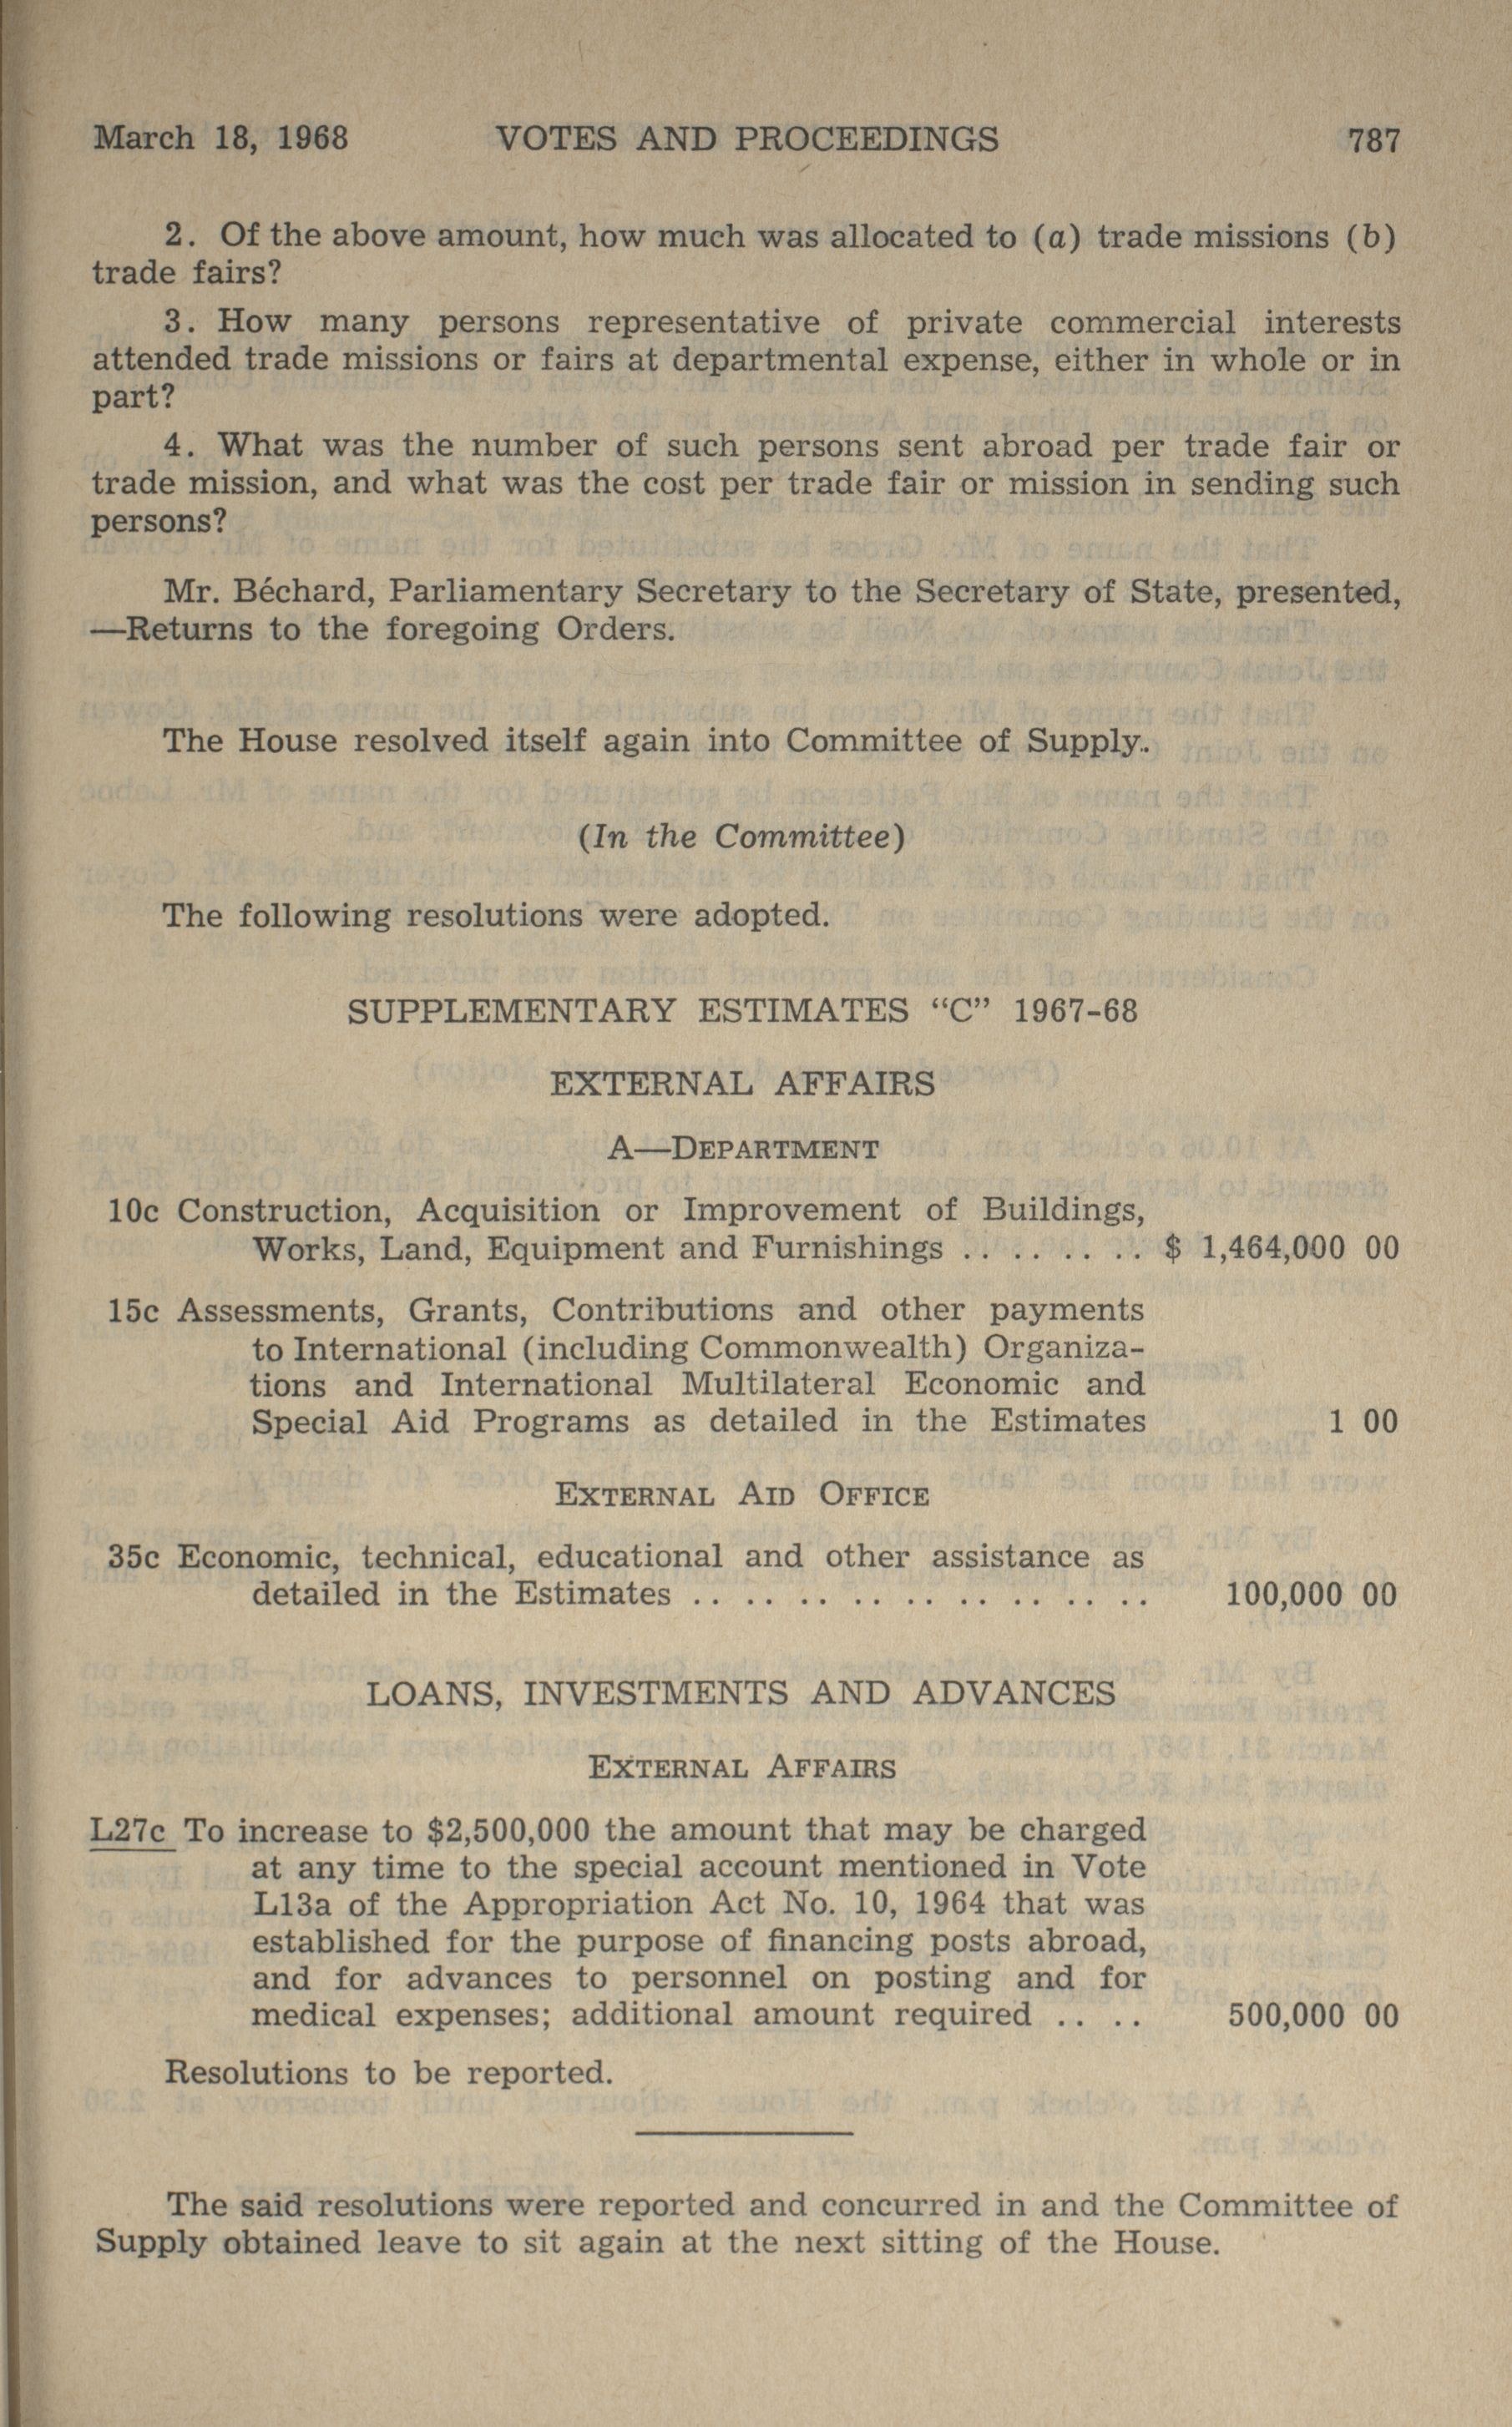 March 18, 1968 VOTES AND PROCEEDINGS 787
2. Of the above amount, how much was allocated to (a) trade missions (b)
trade fairs?
3. How many persons representative of private commercial interests
attended trade missions or fairs at departmental expense, either in whole or in
part?
4. What was the number of such persons sent abroad per trade fair or
trade mission, and what was the cost per trade fair or mission in sending such
persons?
Mr. Béchard, Parliamentary Secretary to the Secretary of State, presented,
—Returns to the foregoing Orders.
The House resolved itself again into Committee of Supply.
(In the Committee)
The following resolutions were adopted.
SUPPLEMENTARY ESTIMATES “C” 1967-68
EXTERNAL AFFAIRS
A—DEPARTMENT
10c Construction, Acquisition or Improvement of Buildings,
Works, Land, Equipment and Furnishings . . . . . . . . $ 1,464,000 00
15c Assessments, Grants, Contributions and other payments
to International (including Commonwealth) Organiza-
tions and International Multilateral Economic and
Special Aid Programs as detailed in the Estimates 1 00
EXTERNAL AID OFFICE
35c Economic, technical, educational and other assistance as
detailed in the Estimates . . . . . . . . . . . . . . . . . . 100,000 00
LOANS, INVESTMENTS AND ADVANCES
EXTERNAL AFFAIRS
L27c To increase to $2,500,000 the amount that may be charged
at any time to the special account mentioned in Vote
L13a of the Appropriation Act No. 10, 1964 that was
established for the purpose of financing posts abroad,
and for advances to personnel on posting and for
medical expenses; additional amount required . . . . 500,000 00
Resolutions to be reported.
The said resolutions were reported and concurred in and the Committee of
Supply obtained leave to sit again at the next sitting of the House.